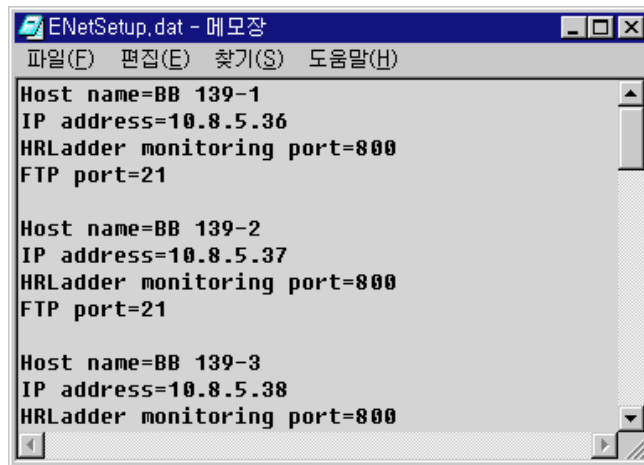 ENetSetup.dat - 메모장
파일(F) 편집(E) 찾기(S) 도움말(H)
Host name=BB 139-1
IP address=10.8.5.36
HRLadder monitoring port=800
FTP port=21
Host name=BB 139-2
IP address=10.8.5.37
HRLadder monitoring port=800
FTP port=21
Host name=BB 139-3
IP address=10.8.5.38
HRLadder monitoring port=800